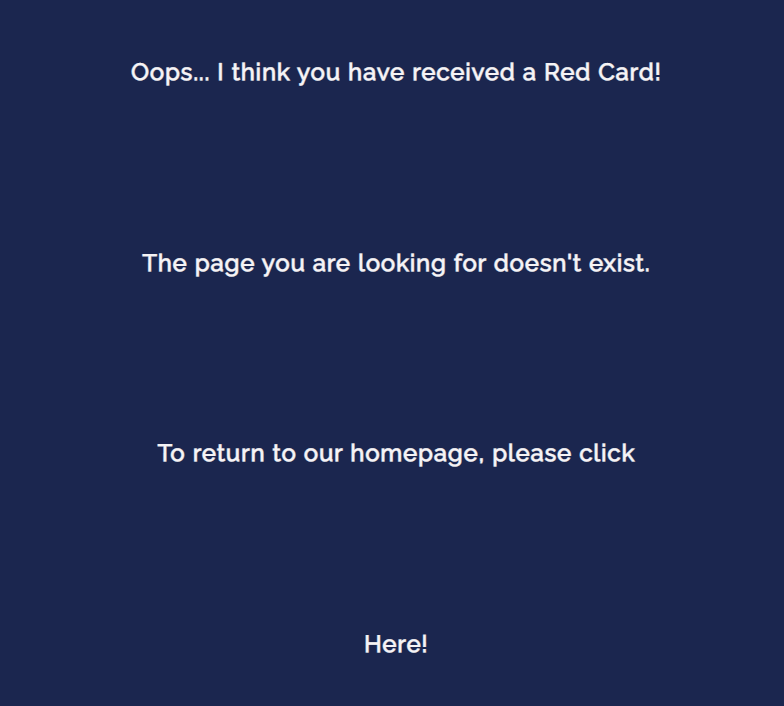 Oops... I think you have received a Red Card!
The page you are looking for doesn't exist.
To return to our homepage, please click
Here!